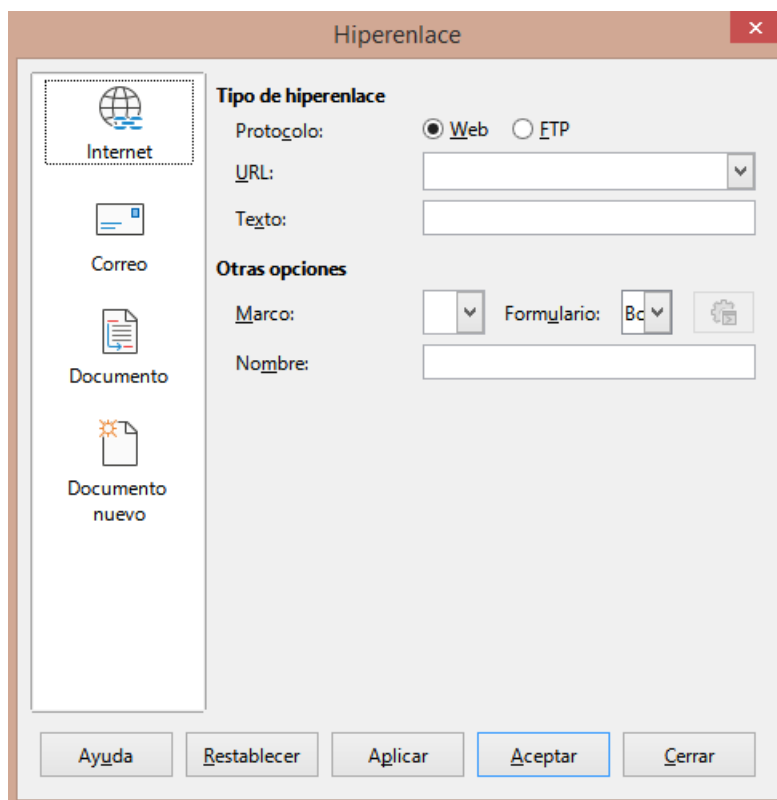 Hiperenlace
Internet
Correo
Documento
Documento
nuevo
Tipo de hiperenlace
Protocolo: Web FTP
URL:
Texto:
Otras opciones
Marco: Formulario: Bo
Nombre:
Ayuda Restablecer Aplicar Aceptar Cerrar